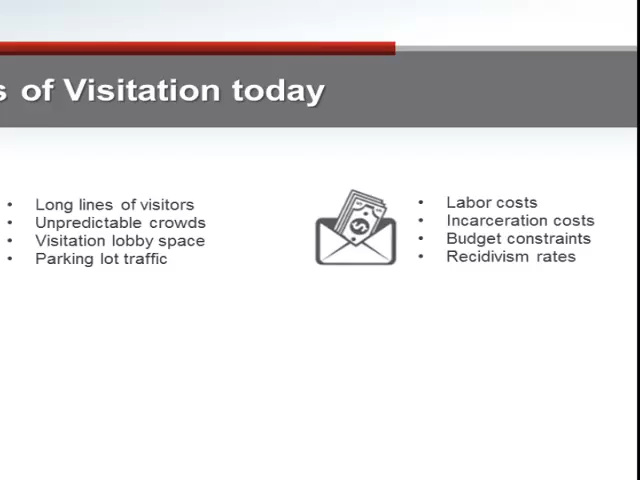 s of Visitation today
• Long lines of visitors
• Unpredictable crowds
• Visitation lobby space
• Parking lot traffic
• Labor costs
• Incarceration costs
• Budget constraints
• Recidivism rates